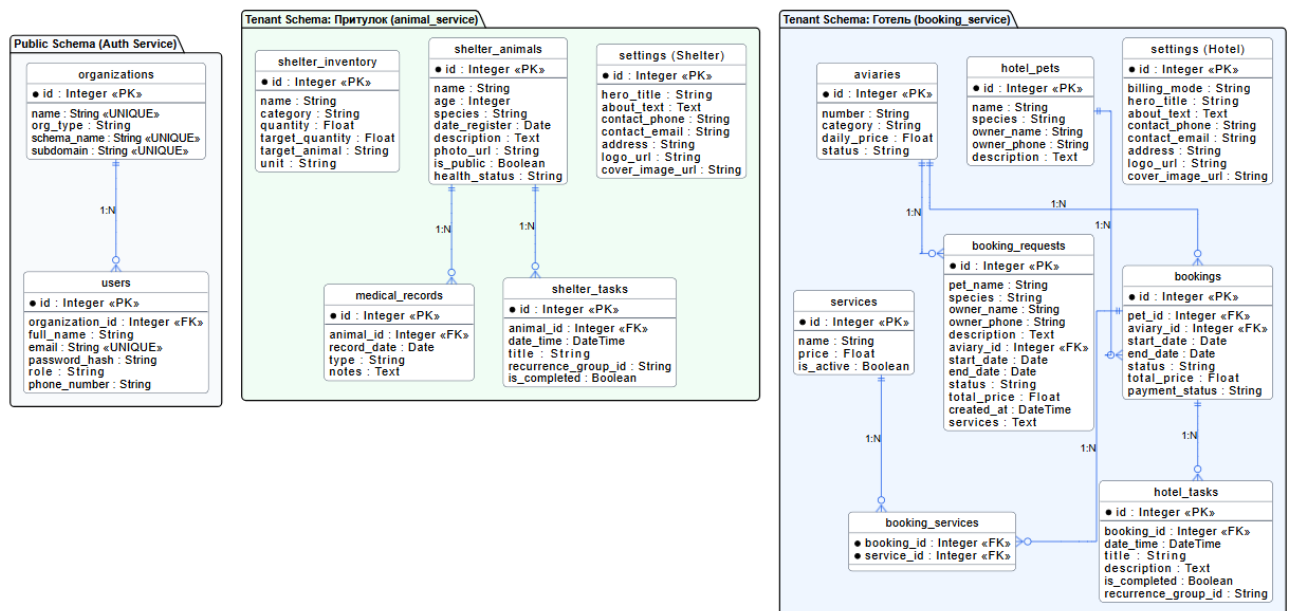 Public Schema (Auth Service)
organizations
id : Integer «PK»
name : String «UNIQUE»
org_type : String
schema_name : String «UNIQUE»
subdomain : String «UNIQUE»
1:N
users
id : Integer «PK»
organization_id : Integer «FK»
full_name : String
email : String «UNIQUE»
password_hash : String
role : String
phone_number : String
Tenant Schema: Притулок (animal_service)
shelter_inventory
id : Integer «PK»
name : String
category : String
quantity : Float
target_quantity : Float
target_animal : String
unit : String
shelter_animals
id : Integer «PK»
name : String
age : Integer
species : String
date_register : Date
description : Text
photo_url : String
is_public : Boolean
health_status : String
settings (Shelter)
id : Integer «PK»
hero_title : String
about_text : Text
contact_phone : String
contact_email : String
address : String
logo_url : String
cover_image_url : String
1:N
1:N
medical_records
id : Integer «PK»
animal_id : Integer «FK»
record_date : Date
type : String
notes : Text
shelter_tasks
id : Integer «PK»
animal_id : Integer «FK»
date_time : DateTime
title : String
recurrence_group_id : String
is_completed : Boolean
Tenant Schema: Готель (booking_service)
aviaries
id : Integer «PK»
number : String
category : String
daily_price : Float
status : String
hotel_pets
id : Integer «PK»
name : String
species : String
owner_name : String
owner_phone : String
description : Text
settings (Hotel)
id : Integer «PK»
billing_mode : String
hero_title : String
about_text : Text
contact_phone : String
contact_email : String
address : String
logo_url : String
cover_image_url : String
1:N
1:N
1:N
booking_requests
id : Integer «PK»
pet_name : String
species : String
owner_name : String
owner_phone : String
description : Text
aviary_id : Integer «FK»
start_date : Date
end_date : Date
status : String
total_price : Float
created_at : DateTime
services : Text
bookings
id : Integer «PK»
pet_id : Integer «FK»
aviary_id : Integer «FK»
start_date : Date
end_date : Date
status : String
total_price : Float
payment_status : String
services
id : Integer «PK»
name : String
price : Float
is_active : Boolean
1:N
1:N
1:N
booking_services
booking_id : Integer «FK»
service_id : Integer «FK»
hotel_tasks
id : Integer «PK»
booking_id : Integer «FK»
date_time : DateTime
title : String
description : Text
is_completed : Boolean
recurrence_group_id : String